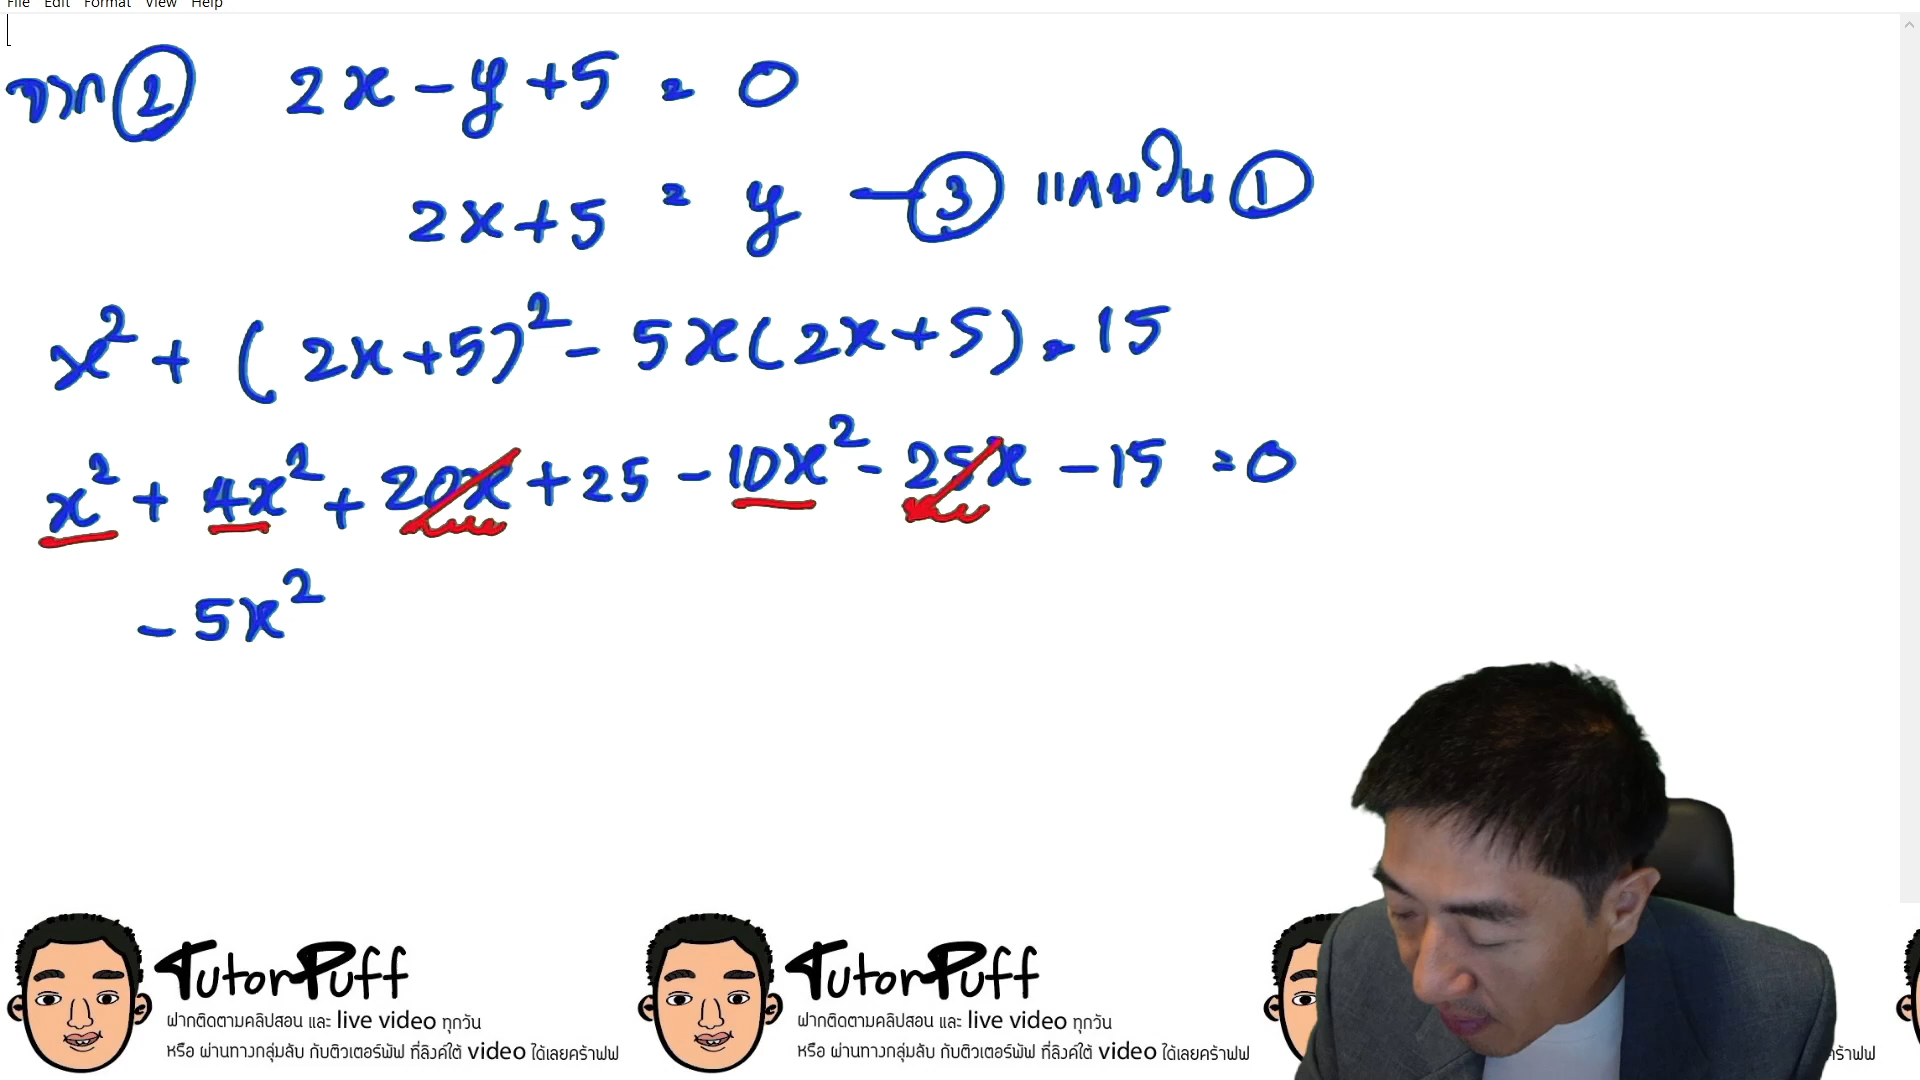 File Edit Format View Help
จาก ② 2x - y + 5 = 0
2x + 5 = y — ③ แทนใน ①
x² + (2x + 5)² - 5x(2x + 5) = 15
x² + 4x² + 20x + 25 - 10x² - 25x - 15 = 0
- 5x²
TutorPuff
ฝากติดตามคลิปสอน และ live video ทุกวัน
หรือ ผ่านทางกลุ่มลับ กับติวเตอร์พัฟ ที่ลิงค์ใต้ video ได้เลยคร้าฟฟ
TutorPuff
ฝากติดตามคลิปสอน และ live video ทุกวัน
หรือ ผ่านทางกลุ่มลับ กับติวเตอร์พัฟ ที่ลิงค์ใต้ video ได้เลยคร้าฟฟ
คร้าฟฟ